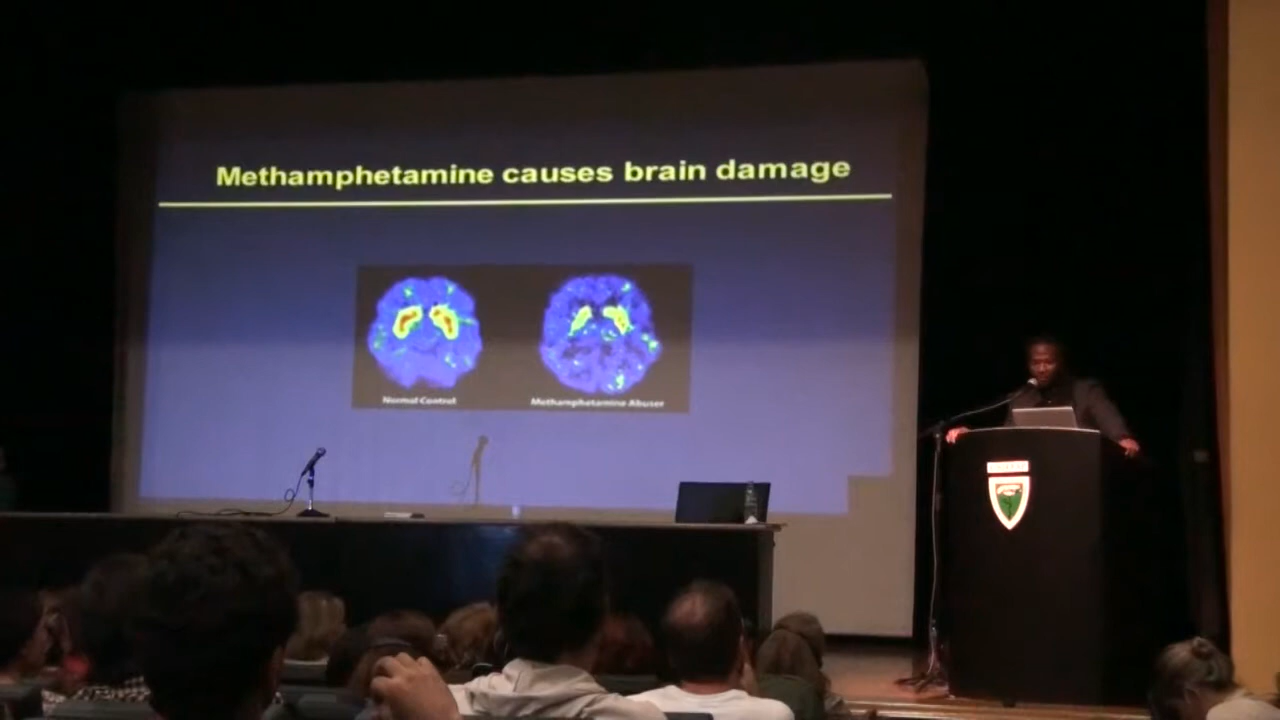 Methamphetamine causes brain damage
Normal Control
Methamphetamine Abuser